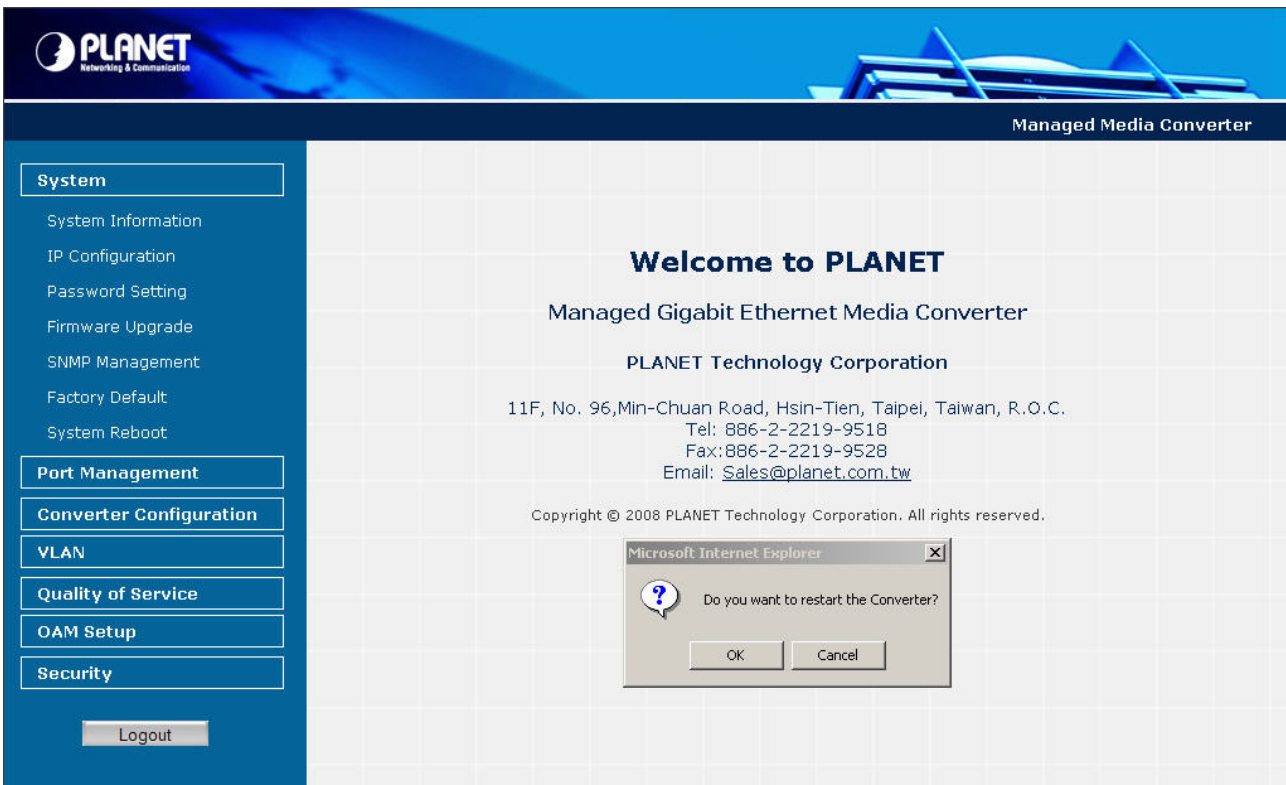 PLANET
Networking & Communication
Managed Media Converter
System
System Information
IP Configuration
Password Setting
Firmware Upgrade
SNMP Management
Factory Default
System Reboot
Port Management
Converter Configuration
VLAN
Quality of Service
OAM Setup
Security
Logout
Welcome to PLANET
Managed Gigabit Ethernet Media Converter
PLANET Technology Corporation
11F, No. 96,Min-Chuan Road, Hsin-Tien, Taipei, Taiwan, R.O.C.
Tel: 886-2-2219-9518
Fax:886-2-2219-9528
Email: Sales@planet.com.tw
Copyright © 2008 PLANET Technology Corporation. All rights reserved.
Microsoft Internet Explorer
Do you want to restart the Converter?
OK
Cancel